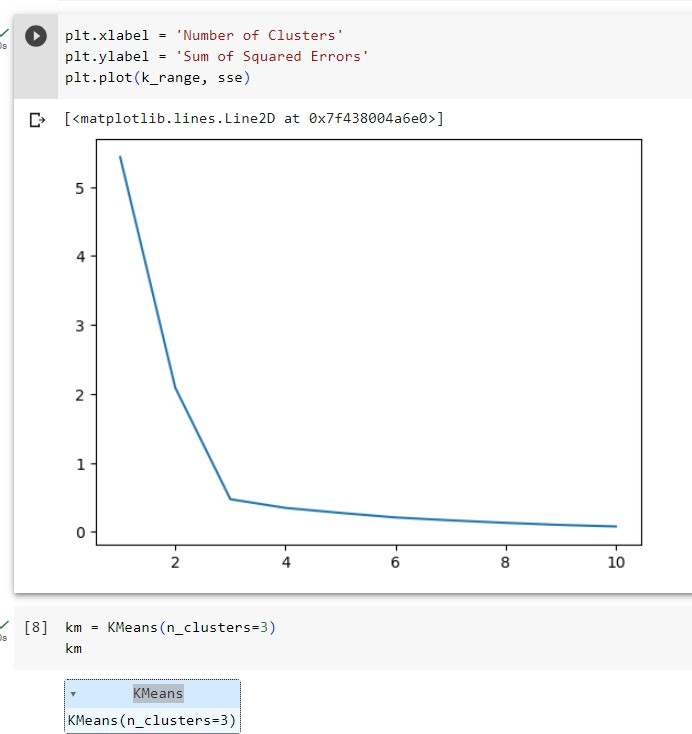 plt.xlabel = 'Number of Clusters'
plt.ylabel = 'Sum of Squared Errors'
plt.plot(k_range, sse)
[<matplotlib.lines.Line2D at 0x7f438004a6e0>]
5
4
3
2
1
0
2 4 6 8 10
0s
[8] km = KMeans(n_clusters=3)
km
KMeans
KMeans(n_clusters=3)